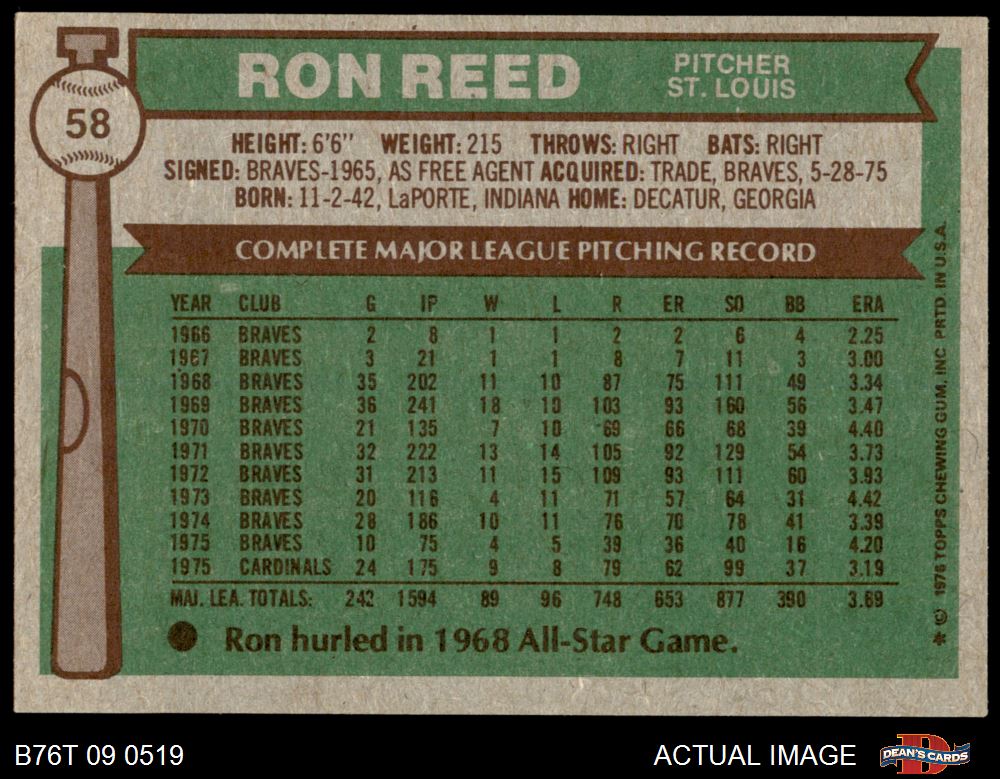 RON REED
PITCHER
ST. LOUIS
58
HEIGHT: 6'6" WEIGHT: 215 THROWS: RIGHT BATS: RIGHT
SIGNED: BRAVES-1965, AS FREE AGENT ACQUIRED: TRADE, BRAVES, 5-28-75
BORN: 11-2-42, LaPORTE, INDIANA HOME: DECATUR, GEORGIA
COMPLETE MAJOR LEAGUE PITCHING RECORD
YEAR CLUB G IP W L R ER SO BB ERA
1966 BRAVES 2 8 1 1 2 2 6 4 2.25
1967 BRAVES 3 21 1 1 8 7 11 3 3.00
1968 BRAVES 35 202 11 10 87 75 111 49 3.34
1969 BRAVES 36 241 18 10 103 93 160 56 3.47
1970 BRAVES 21 135 7 10 69 66 68 39 4.40
1971 BRAVES 32 222 13 14 105 92 129 54 3.73
1972 BRAVES 31 213 11 15 109 93 111 60 3.93
1973 BRAVES 20 116 4 11 71 57 64 31 4.42
1974 BRAVES 28 186 10 11 76 70 78 41 3.39
1975 BRAVES 10 75 4 5 39 36 40 16 4.20
1975 CARDINALS 24 175 9 8 79 62 99 37 3.19
MAJ. LEA. TOTALS: 242 1594 89 96 748 653 877 390 3.69
Ron hurled in 1968 All-Star Game.
* © 1976 TOPPS CHEWING GUM, INC PRTD. IN U.S.A.
B76T 09 0519
ACTUAL IMAGE
DEAN'S CARDS